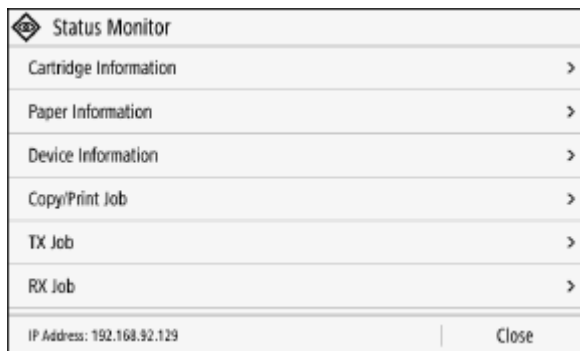 Status Monitor
Cartridge Information
Paper Information
Device Information
Copy/Print Job
TX Job
RX Job
IP Address: 192.168.92.129
Close